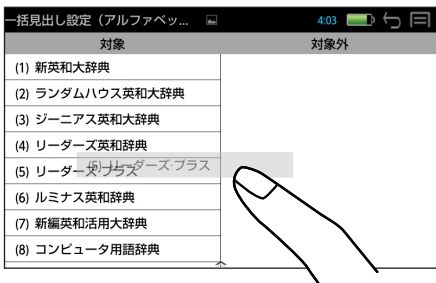 一括見出し設定（アルファベッ...
4:03
対象
対象外
(1) 新英和大辞典
(2) ランダムハウス英和大辞典
(3) ジーニアス英和大辞典
(4) リーダーズ英和辞典
(5) リーダーズ・プラス
(5) リーダーズ・プラス
(6) ルミナス英和辞典
(7) 新編英和活用大辞典
(8) コンピュータ用語辞典